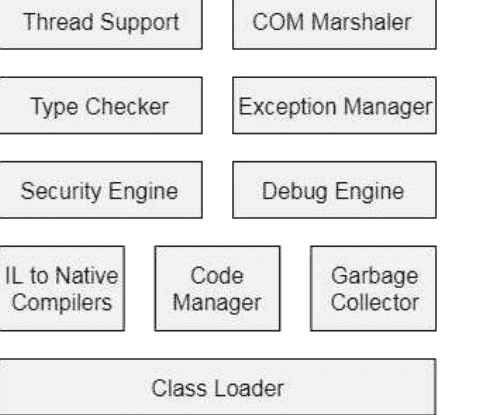 Thread Support
COM Marshaler
Type Checker
Exception Manager
Security Engine
Debug Engine
IL to Native
Compilers
Code
Manager
Garbage
Collector
Class Loader